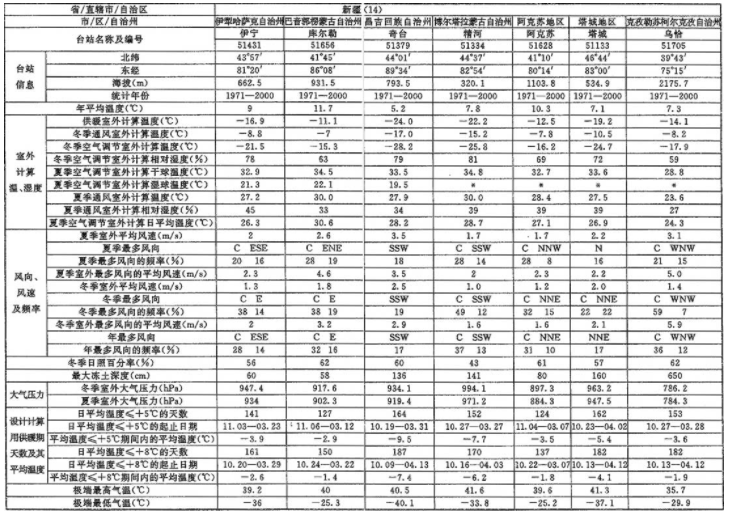 省/直辖市/自治区 新疆(14)
市/区/自治州 伊犁哈萨克自治州 巴音郭楞蒙古自治州 昌吉回族自治州 博尔塔拉蒙古自治州 阿克苏地区 塔城地区 克孜勒苏柯尔克孜自治州
台站名称及编号 伊宁 库尔勒 奇台 精河 阿克苏 塔城 乌恰
51431 51656 51379 51334 51628 51133 51705
台站信息 北纬 43°57′ 41°45′ 44°01′ 44°37′ 41°10′ 46°44′ 39°43′
东经 81°20′ 86°08′ 89°34′ 82°54′ 80°14′ 83°00′ 75°15′
海拔(m) 662.5 931.5 793.5 320.1 1103.8 534.9 2175.7
统计年份 1971—2000 1971—2000 1971—2000 1971—2000 1971—2000 1971—2000 1971—2000
年平均温度(℃) 9 11.7 5.2 7.8 10.3 7.1 7.3
室外计算温、湿度 供暖室外计算温度(℃) －16.9 －11.1 －24.0 －22.2 －12.5 －19.2 －14.1
冬季通风室外计算温度(℃) －8.8 －7 －17.0 －15.2 －7.8 －10.5 －8.2
冬季空气调节室外计算温度(℃) －21.5 －15.3 －28.2 －25.8 －16.2 －24.7 －17.9
冬季空气调节室外计算相对湿度(%) 78 63 79 81 69 72 59
夏季空气调节室外计算干球温度(℃) 32.9 34.5 33.5 34.8 32.7 33.6 28.8
夏季空气调节室外计算湿球温度(℃) 21.3 22.1 19.5 * * * *
夏季通风室外计算温度(℃) 27.2 30.0 27.9 30.0 28.4 27.5 23.6
夏季通风室外计算相对湿度(%) 45 33 34 39 39 39 27
夏季空气调节室外计算日平均温度(℃) 26.3 30.6 28.2 28.7 27.1 26.9 24.3
风向、风速及频率 夏季室外平均风速(m/s) 2 2.6 3.5 1.7 1.7 2.2 3.1
夏季最多风向 C ESE C ENE SSW C SSW C NNW N C WNW
夏季最多风向的频率(%) 20 16 28 19 18 28 14 28 8 16 21 15
夏季室外最多风向的平均风速(m/s) 2.3 4.6 3.5 2 2.3 2.2 5.0
冬季室外平均风速(m/s) 1.3 1.8 2.5 1.0 1.2 2.0 1.4
冬季最多风向 C E C E SSW C SSW C NNE C NNE C WNW
冬季最多风向的频率(%) 38 14 38 19 19 49 12 32 15 22 22 59 7
冬季室外最多风向的平均风速(m/s) 2 3.2 2.9 1.6 1.6 2.1 5.9
年最多风向 C ESE C E SSW C SSW C NNE NNE C WNW
年最多风向的频率(%) 28 14 32 16 17 37 13 31 10 17 36 12
冬季日照百分率(%) 56 62 60 43 61 57 62
最大冻土深度(cm) 60 58 136 141 80 160 650
大气压力 冬季室外大气压力(hPa) 947.4 917.6 934.1 994.1 897.3 963.2 786.2
夏季室外大气压力(hPa) 934 902.3 919.4 971.2 884.3 947.5 784.3
设计计算用供暖期天数及其平均温度 日平均温度≤＋5℃的天数 141 127 164 152 124 162 153
日平均温度≤＋5℃的起止日期 11.03—03.23 11.06—03.12 10.19—03.31 10.27—03.27 11.04—03.07 10.23—04.02 10.27—03.28
平均温度≤＋5℃期间内的平均温度(℃) －3.9 －2.9 －9.5 －7.7 －3.5 －5.4 －3.6
日平均温度≤＋8℃的天数 161 150 187 170 137 182 182
日平均温度≤＋8℃的起止日期 10.20—03.29 10.24—03.22 10.09—04.13 10.16—04.03 10.22—03.07 10.13—04.12 10.13—04.12
平均温度≤＋8℃期间内的平均温度(℃) －2.6 －1.4 －7.4 －6.2 －1.8 －4.1 －1.9
极端最高气温(℃) 39.2 40 40.5 41.6 39.6 41.3 35.7
极端最低气温(℃) －36 －25.3 －40.1 －33.8 －25.2 －37.1 －29.9